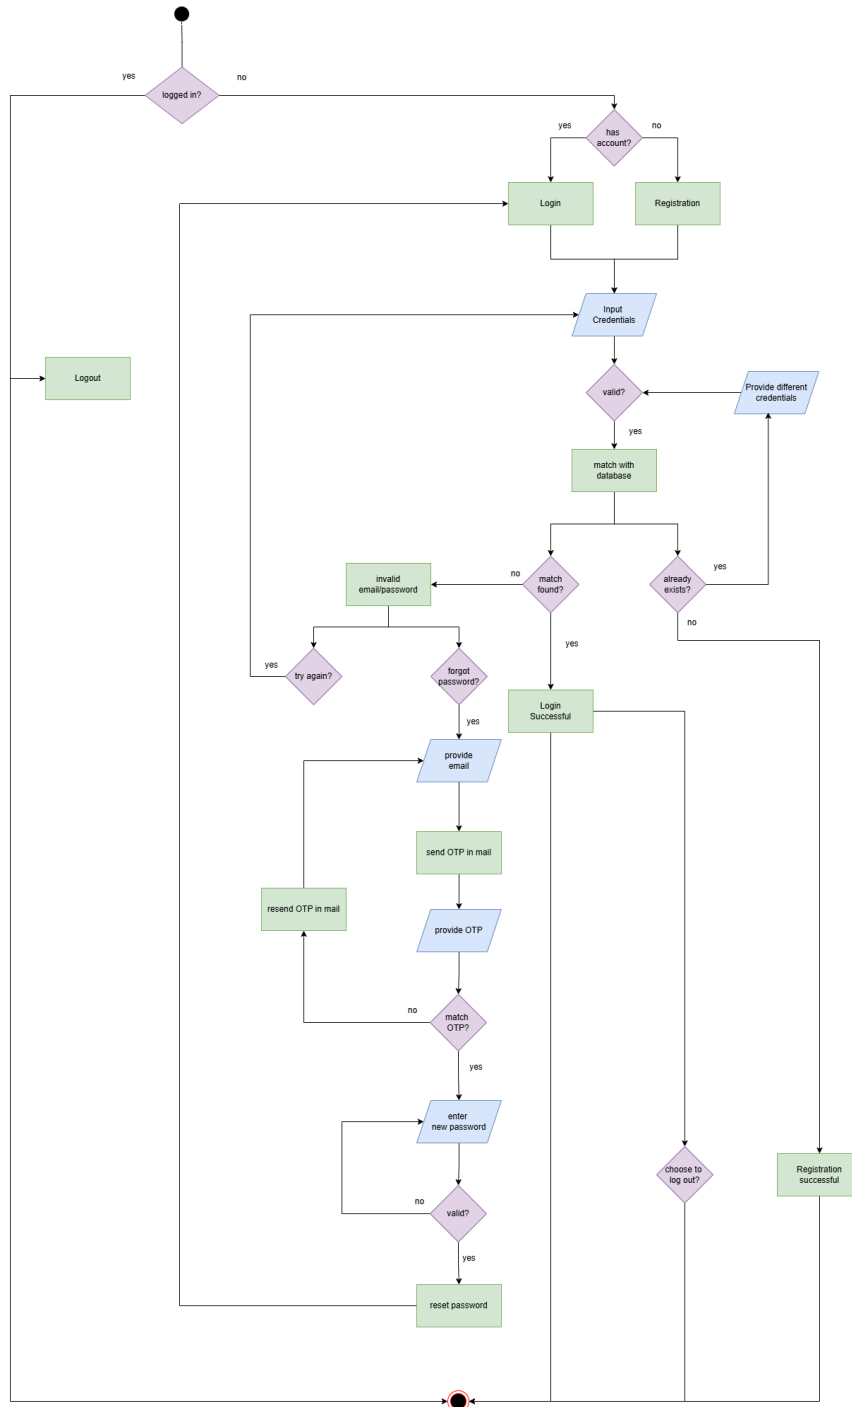 yes
no
logged in?
has
account?
yes
no
Login
Registration
Input
Credentials
Logout
valid?
Provide different
credentials
yes
match with
database
invalid
email/password
no
match
found?
already
exists?
yes
no
yes
yes
try again?
forgot
password?
yes
Login
Successful
provide
email
send OTP in mail
resend OTP in mail
provide OTP
no
match
OTP?
yes
enter
new password
choose to
log out?
Registration
successful
no
valid?
yes
reset password